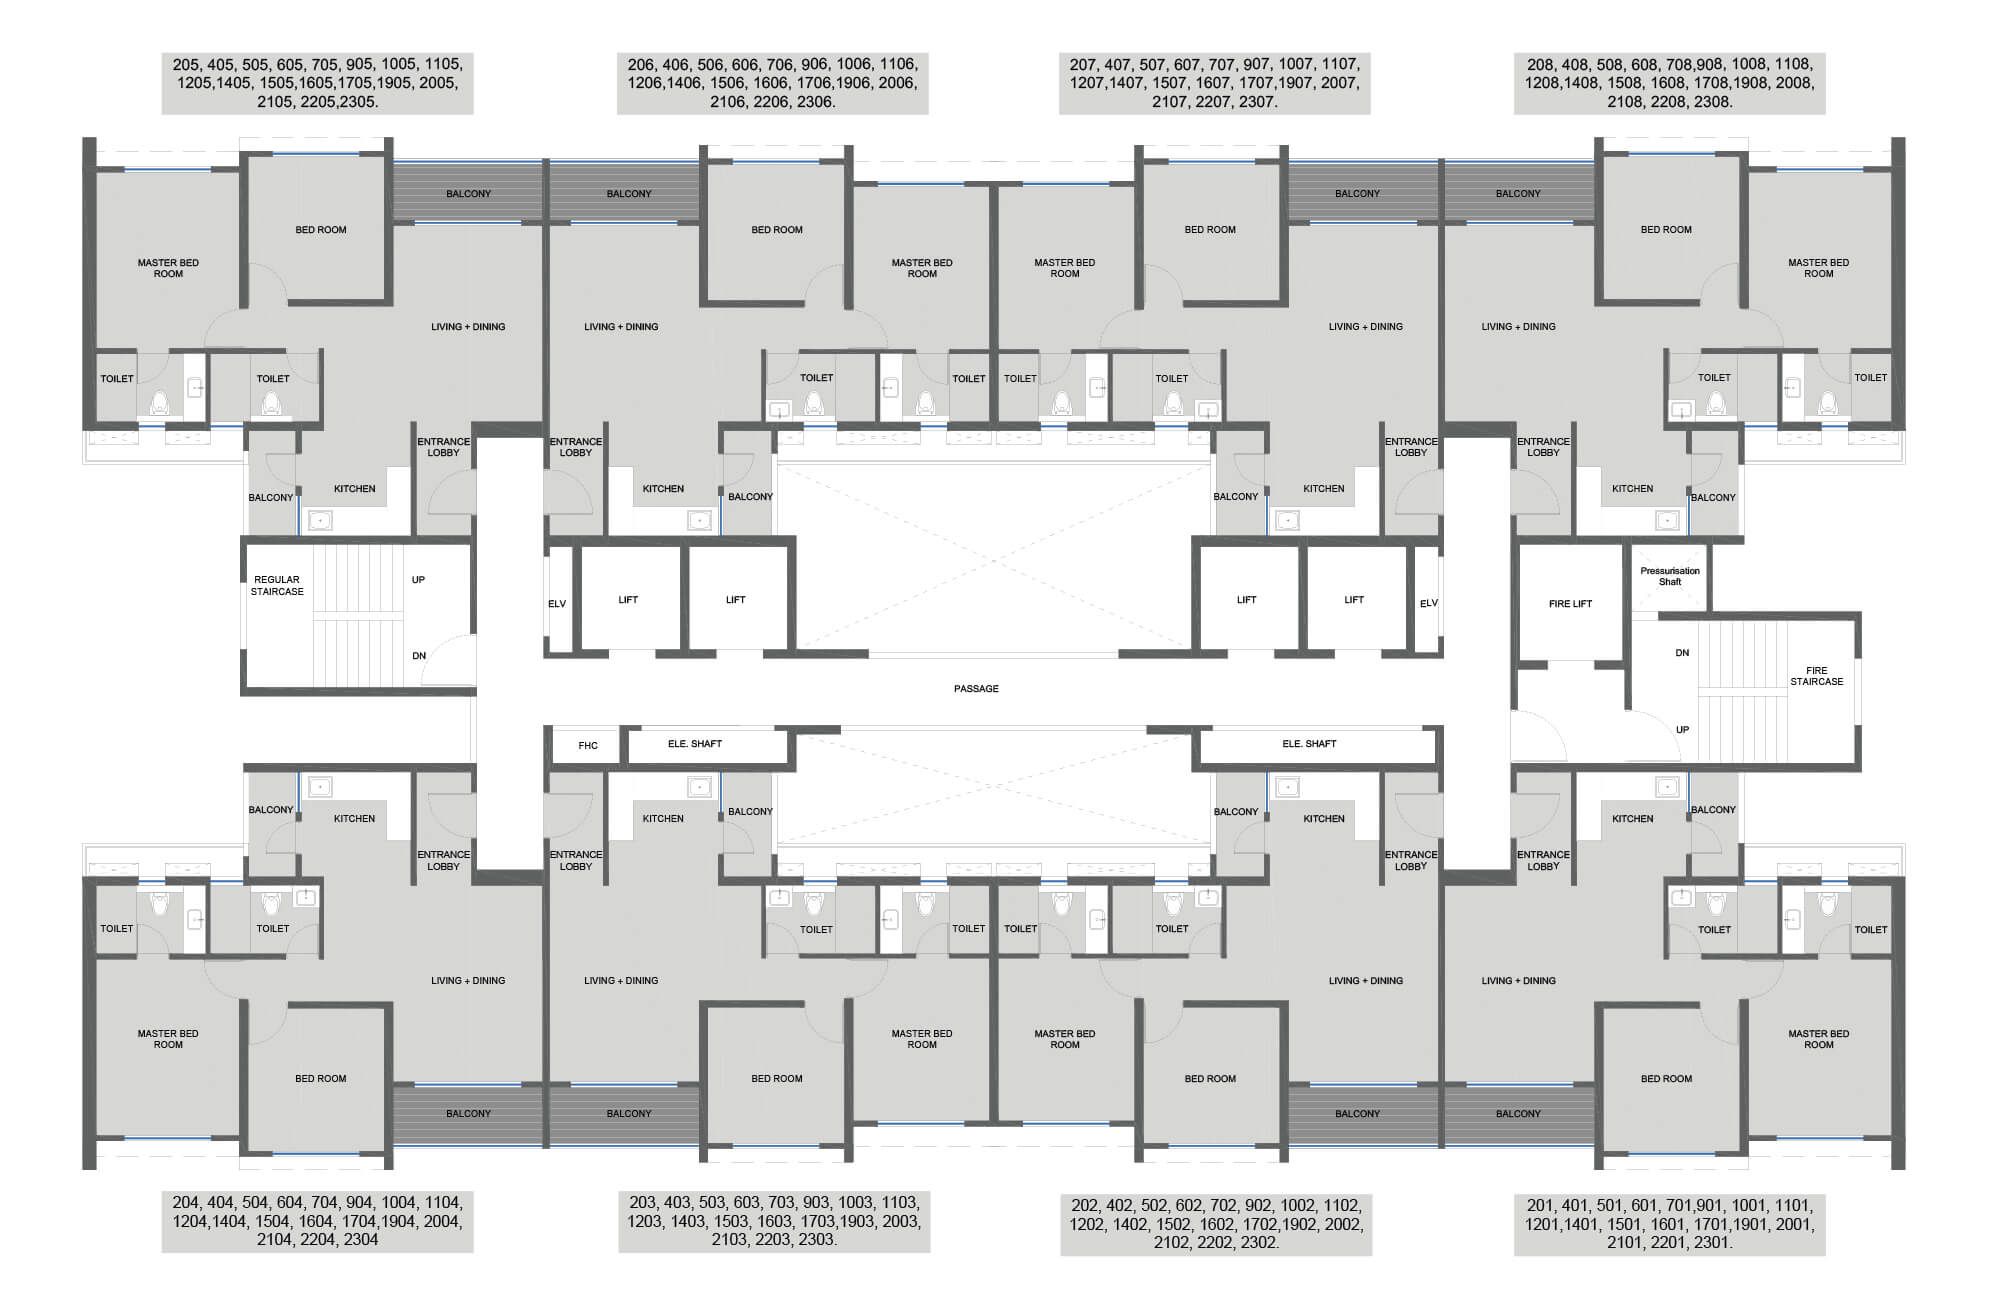 205, 405, 505, 605, 705, 905, 1005, 1105,
1205,1405, 1505,1605,1705,1905, 2005,
2105, 2205,2305.
206, 406, 506, 606, 706, 906, 1006, 1106,
1206,1406, 1506, 1606, 1706,1906, 2006,
2106, 2206, 2306.
207, 407, 507, 607, 707, 907, 1007, 1107,
1207,1407, 1507, 1607, 1707,1907, 2007,
2107, 2207, 2307.
208, 408, 508, 608, 708,908, 1008, 1108,
1208,1408, 1508, 1608, 1708,1908, 2008,
2108, 2208, 2308.
BALCONY
BALCONY
BALCONY
BALCONY
BED ROOM
BED ROOM
BED ROOM
BED ROOM
MASTER BED
ROOM
MASTER BED
ROOM
MASTER BED
ROOM
MASTER BED
ROOM
LIVING + DINING
LIVING + DINING
LIVING + DINING
LIVING + DINING
TOILET
TOILET
TOILET
TOILET
TOILET
TOILET
TOILET
TOILET
ENTRANCE
LOBBY
ENTRANCE
LOBBY
ENTRANCE
LOBBY
ENTRANCE
LOBBY
BALCONY
KITCHEN
KITCHEN
BALCONY
BALCONY
KITCHEN
KITCHEN
BALCONY
REGULAR
STAIRCASE
UP
DN
ELV
LIFT
LIFT
LIFT
LIFT
ELV
FIRE LIFT
Pressurisation
Shaft
DN
UP
FIRE
STAIRCASE
PASSAGE
FHC
ELE. SHAFT
ELE. SHAFT
BALCONY
KITCHEN
KITCHEN
BALCONY
BALCONY
KITCHEN
KITCHEN
BALCONY
ENTRANCE
LOBBY
ENTRANCE
LOBBY
ENTRANCE
LOBBY
ENTRANCE
LOBBY
TOILET
TOILET
TOILET
TOILET
TOILET
TOILET
TOILET
TOILET
LIVING + DINING
LIVING + DINING
LIVING + DINING
LIVING + DINING
MASTER BED
ROOM
MASTER BED
ROOM
MASTER BED
ROOM
MASTER BED
ROOM
BED ROOM
BED ROOM
BED ROOM
BED ROOM
BALCONY
BALCONY
BALCONY
BALCONY
204, 404, 504, 604, 704, 904, 1004, 1104,
1204,1404, 1504, 1604, 1704,1904, 2004,
2104, 2204, 2304
203, 403, 503, 603, 703, 903, 1003, 1103,
1203, 1403, 1503, 1603, 1703,1903, 2003,
2103, 2203, 2303.
202, 402, 502, 602, 702, 902, 1002, 1102,
1202, 1402, 1502, 1602, 1702,1902, 2002,
2102, 2202, 2302.
201, 401, 501, 601, 701,901, 1001, 1101,
1201,1401, 1501, 1601, 1701,1901, 2001,
2101, 2201, 2301.